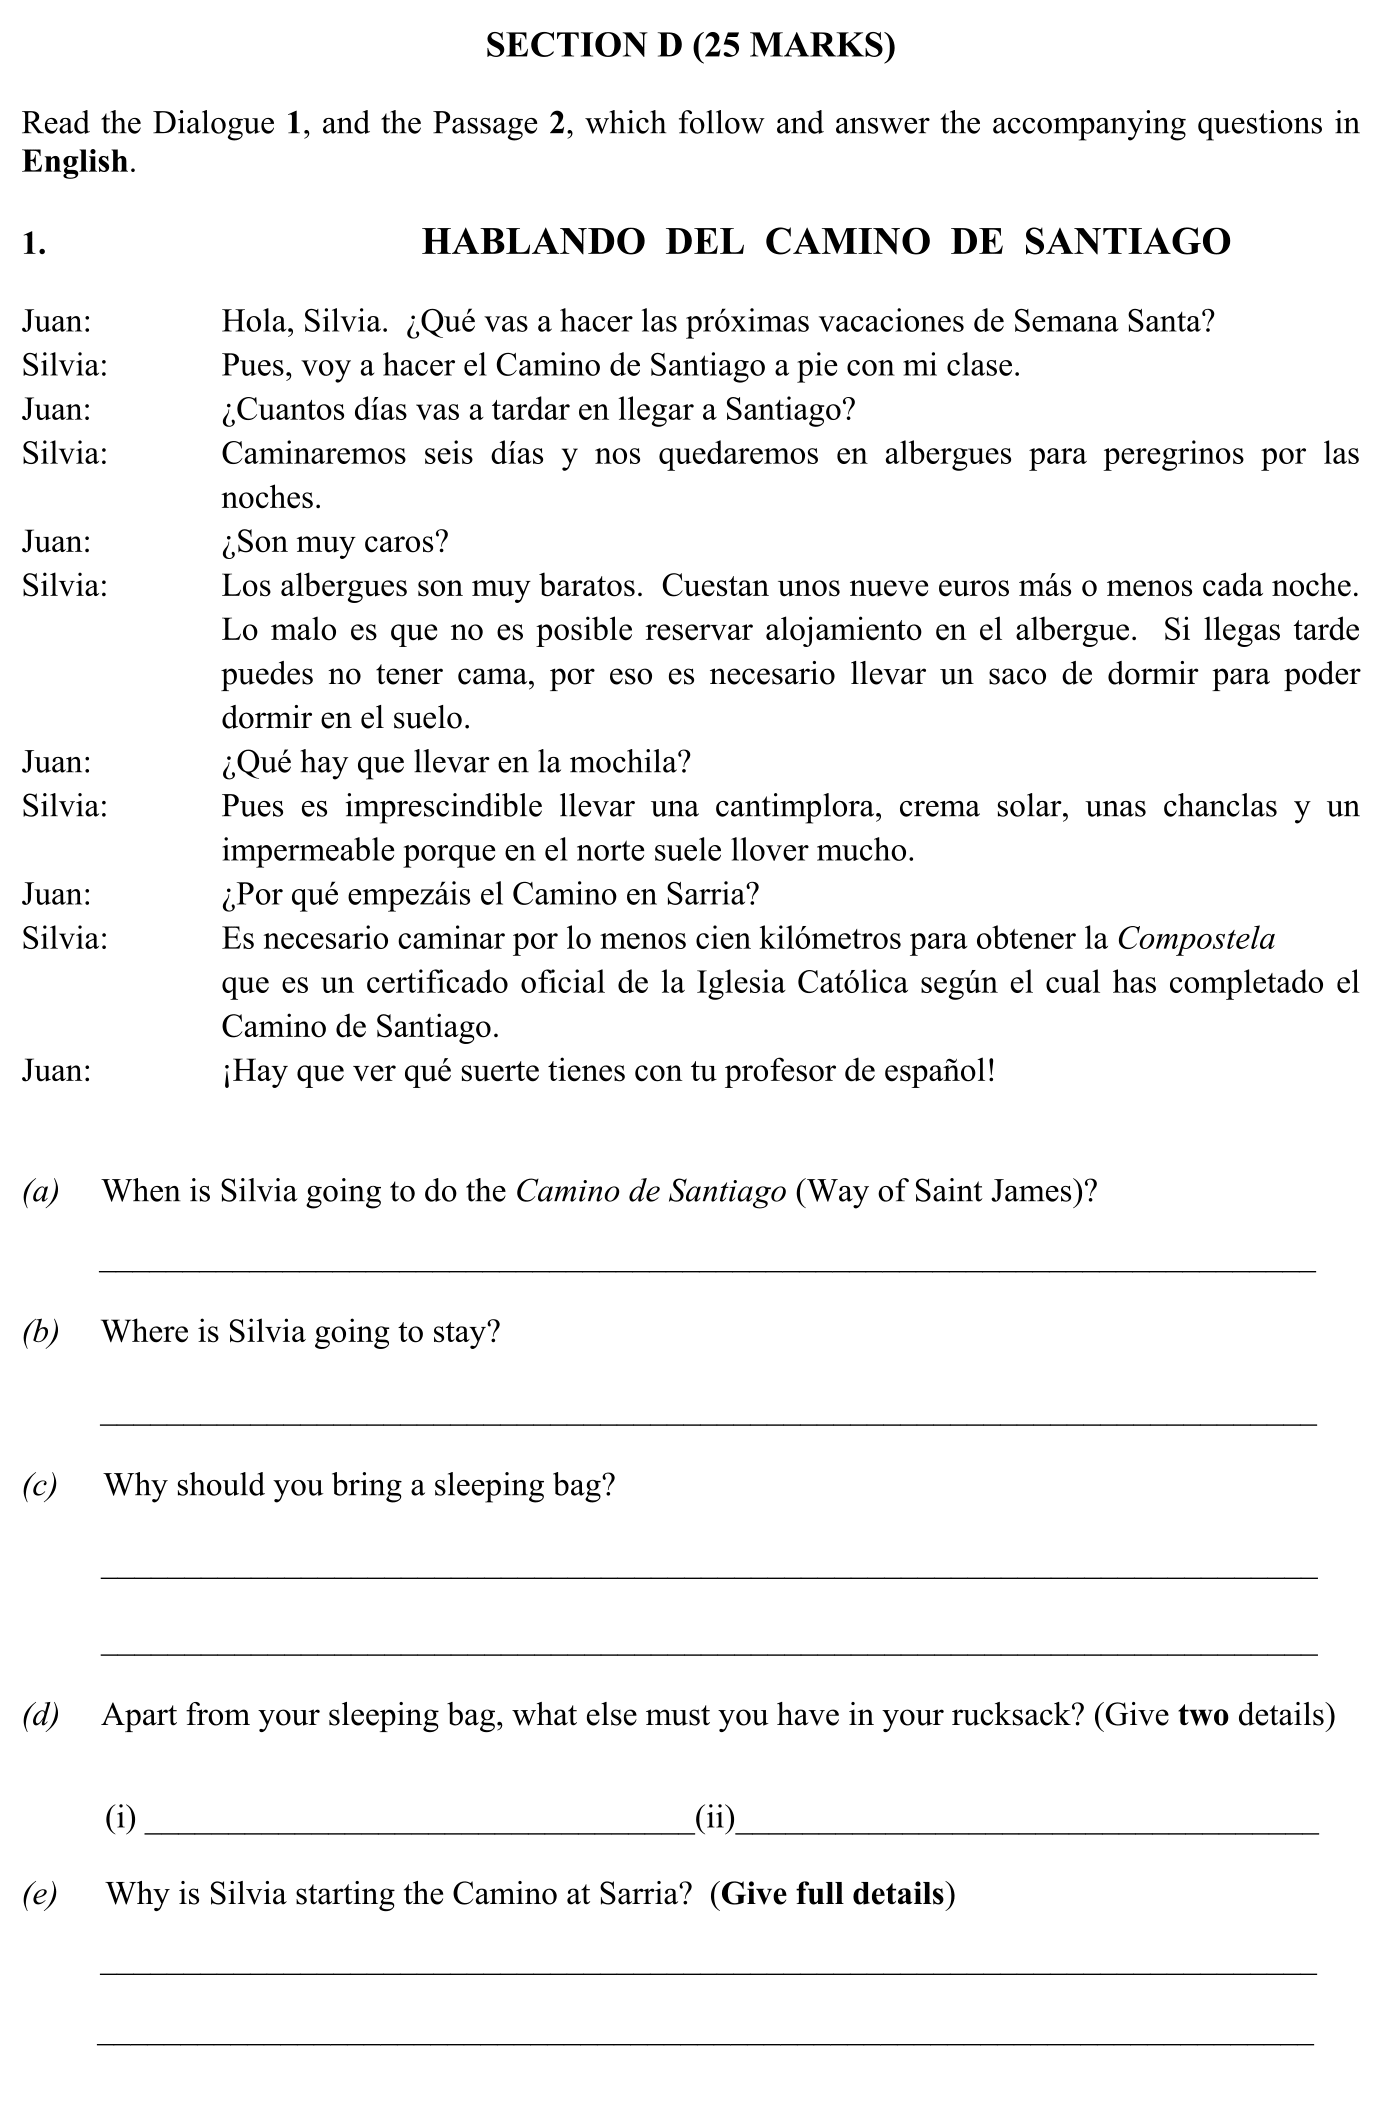 SECTION D (25 MARKS)
Read the Dialogue 1, and the Passage 2, which follow and answer the accompanying questions in
English.
1. HABLANDO DEL CAMINO DE SANTIAGO
Juan: Hola, Silvia. ¿Qué vas a hacer las próximas vacaciones de Semana Santa?
Silvia: Pues, voy a hacer el Camino de Santiago a pie con mi clase.
Juan: ¿Cuantos días vas a tardar en llegar a Santiago?
Silvia: Caminaremos seis días y nos quedaremos en albergues para peregrinos por las
noches.
Juan: ¿Son muy caros?
Silvia: Los albergues son muy baratos. Cuestan unos nueve euros más o menos cada noche.
Lo malo es que no es posible reservar alojamiento en el albergue. Si llegas tarde
puedes no tener cama, por eso es necesario llevar un saco de dormir para poder
dormir en el suelo.
Juan: ¿Qué hay que llevar en la mochila?
Silvia: Pues es imprescindible llevar una cantimplora, crema solar, unas chanclas y un
impermeable porque en el norte suele llover mucho.
Juan: ¿Por qué empezáis el Camino en Sarria?
Silvia: Es necesario caminar por lo menos cien kilómetros para obtener la Compostela
que es un certificado oficial de la Iglesia Católica según el cual has completado el
Camino de Santiago.
Juan: ¡Hay que ver qué suerte tienes con tu profesor de español!
(a) When is Silvia going to do the Camino de Santiago (Way of Saint James)?
(b) Where is Silvia going to stay?
(c) Why should you bring a sleeping bag?
(d) Apart from your sleeping bag, what else must you have in your rucksack? (Give two details)
(i) (ii)
(e) Why is Silvia starting the Camino at Sarria? (Give full details)